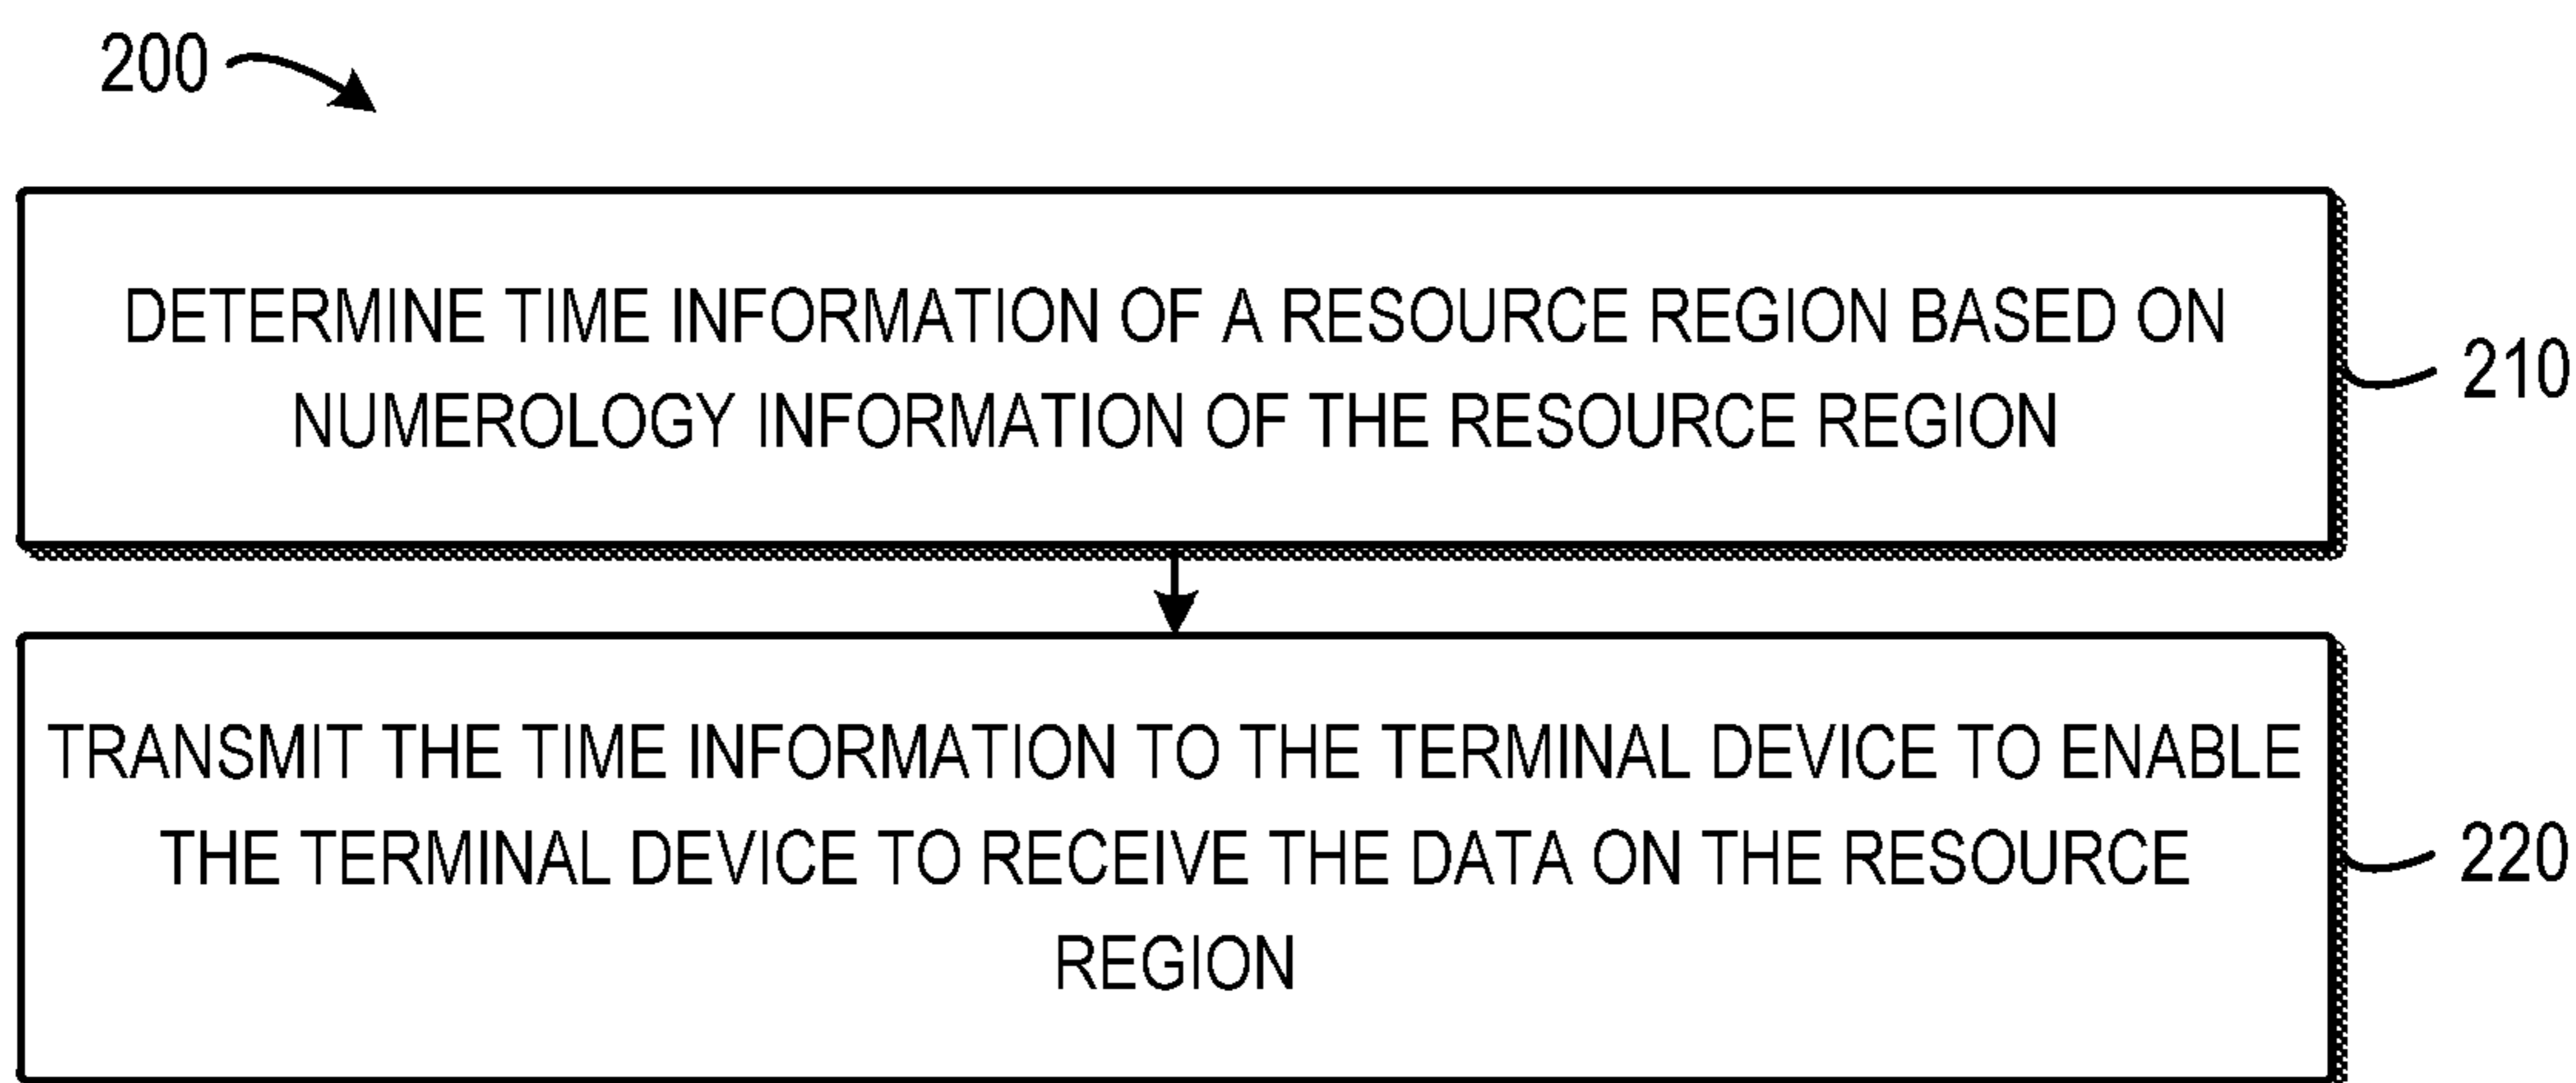 200
DETERMINE TIME INFORMATION OF A RESOURCE REGION BASED ON
NUMEROLOGY INFORMATION OF THE RESOURCE REGION
210
TRANSMIT THE TIME INFORMATION TO THE TERMINAL DEVICE TO ENABLE
THE TERMINAL DEVICE TO RECEIVE THE DATA ON THE RESOURCE
REGION
220